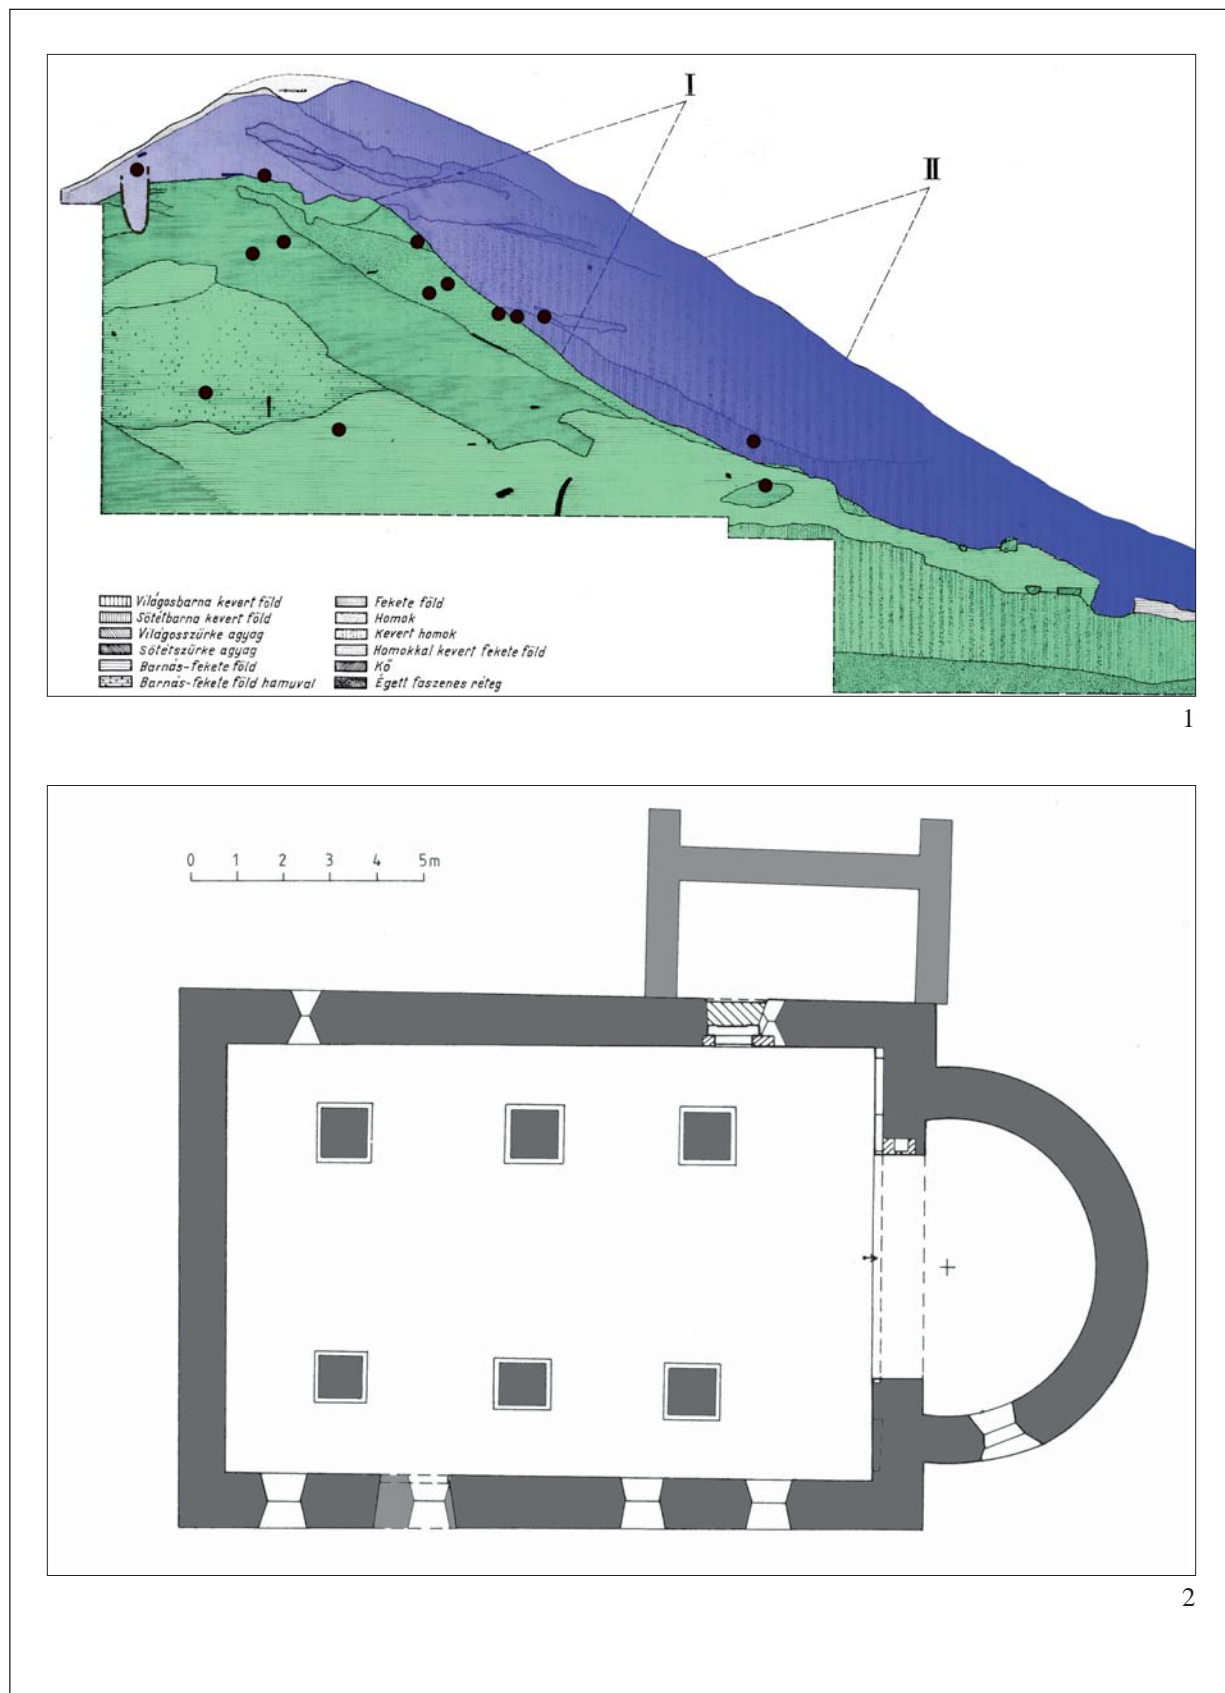 I
II
Világosbarna kevert föld
Sötétbarna kevert föld
Világosszürke agyag
Sötétszürke agyag
Barnás-fekete föld
Barnás-fekete föld hamuval
Fekete föld
Homok
Kevert homok
Homokkal kevert fekete föld
Kő
Égett faszenes réteg
1
0 1 2 3 4 5m
2